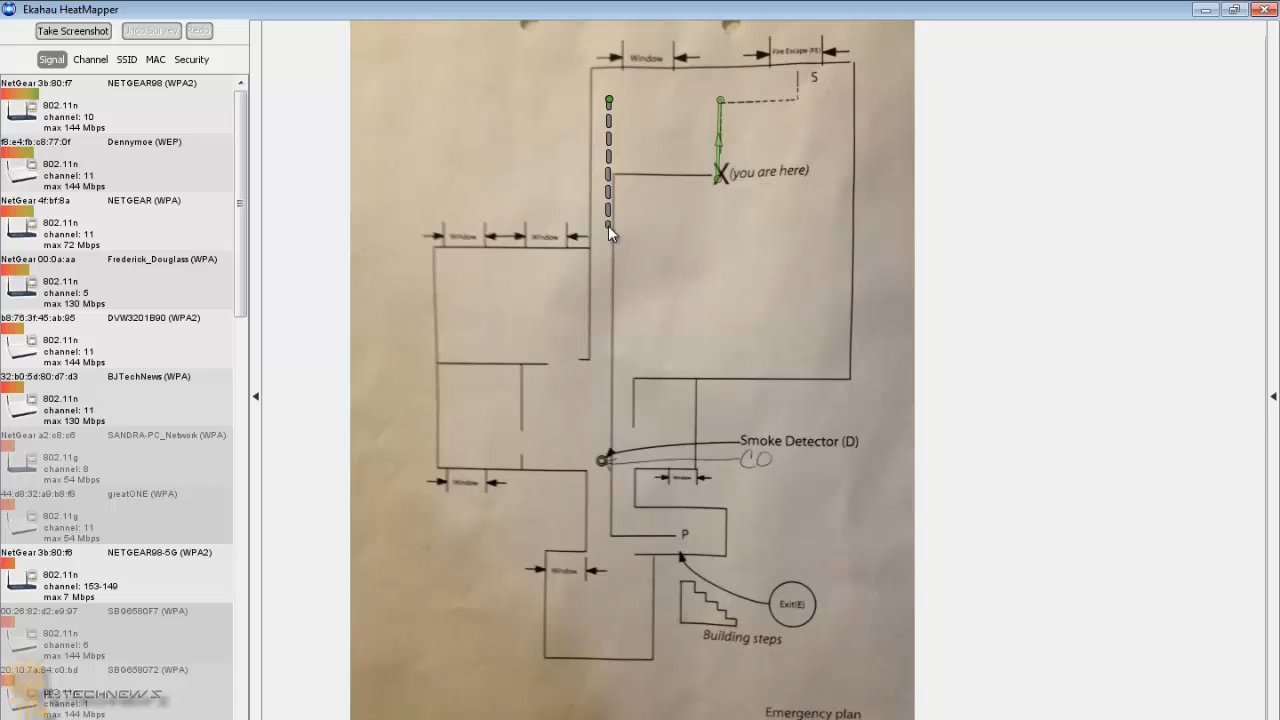 Ekahau HeatMapper
Take Screenshot Undo Survey Redo
Signal Channel SSID MAC Security
NetGear 3b:80:f7 NETGEAR98 (WPA2)
802.11n
channel: 10
max 144 Mbps
f8:e4:fb:c8:77:0f Dennymoe (WEP)
802.11n
channel: 11
max 144 Mbps
NetGear 4f:bf:8a NETGEAR (WPA)
802.11n
channel: 11
max 72 Mbps
NetGear 00:0a:aa Frederick_Douglass (WPA)
802.11n
channel: 5
max 130 Mbps
b8:76:3f:45:ab:95 DVW3201B90 (WPA2)
802.11n
channel: 11
max 144 Mbps
32:b0:5d:80:d7:d3 BJTechNews (WPA)
802.11n
channel: 11
max 130 Mbps
NetGear a2:c8:c6 SANDRA-PC_Network (WPA)
802.11g
channel: 8
max 54 Mbps
44:d8:32:a9:b8:f8 greatONE (WPA)
802.11g
channel: 11
max 54 Mbps
NetGear 3b:80:f6 NETGEAR98-5G (WPA2)
802.11n
channel: 153-149
max 7 Mbps
00:26:82:d2:e9:97 SBG6580F7 (WPA)
802.11n
channel: 6
max 144 Mbps
20:10:7a:84:c0:bd SBG658072 (WPA)
channel: 1
max 144 Mbps
BJTECHNEWS
Window
Fire Escape (FE)
S
X (you are here)
Window Window
Smoke Detector (D)
CO
Window
Window
P
Window
Exit(E)
Building steps
Emergency plan